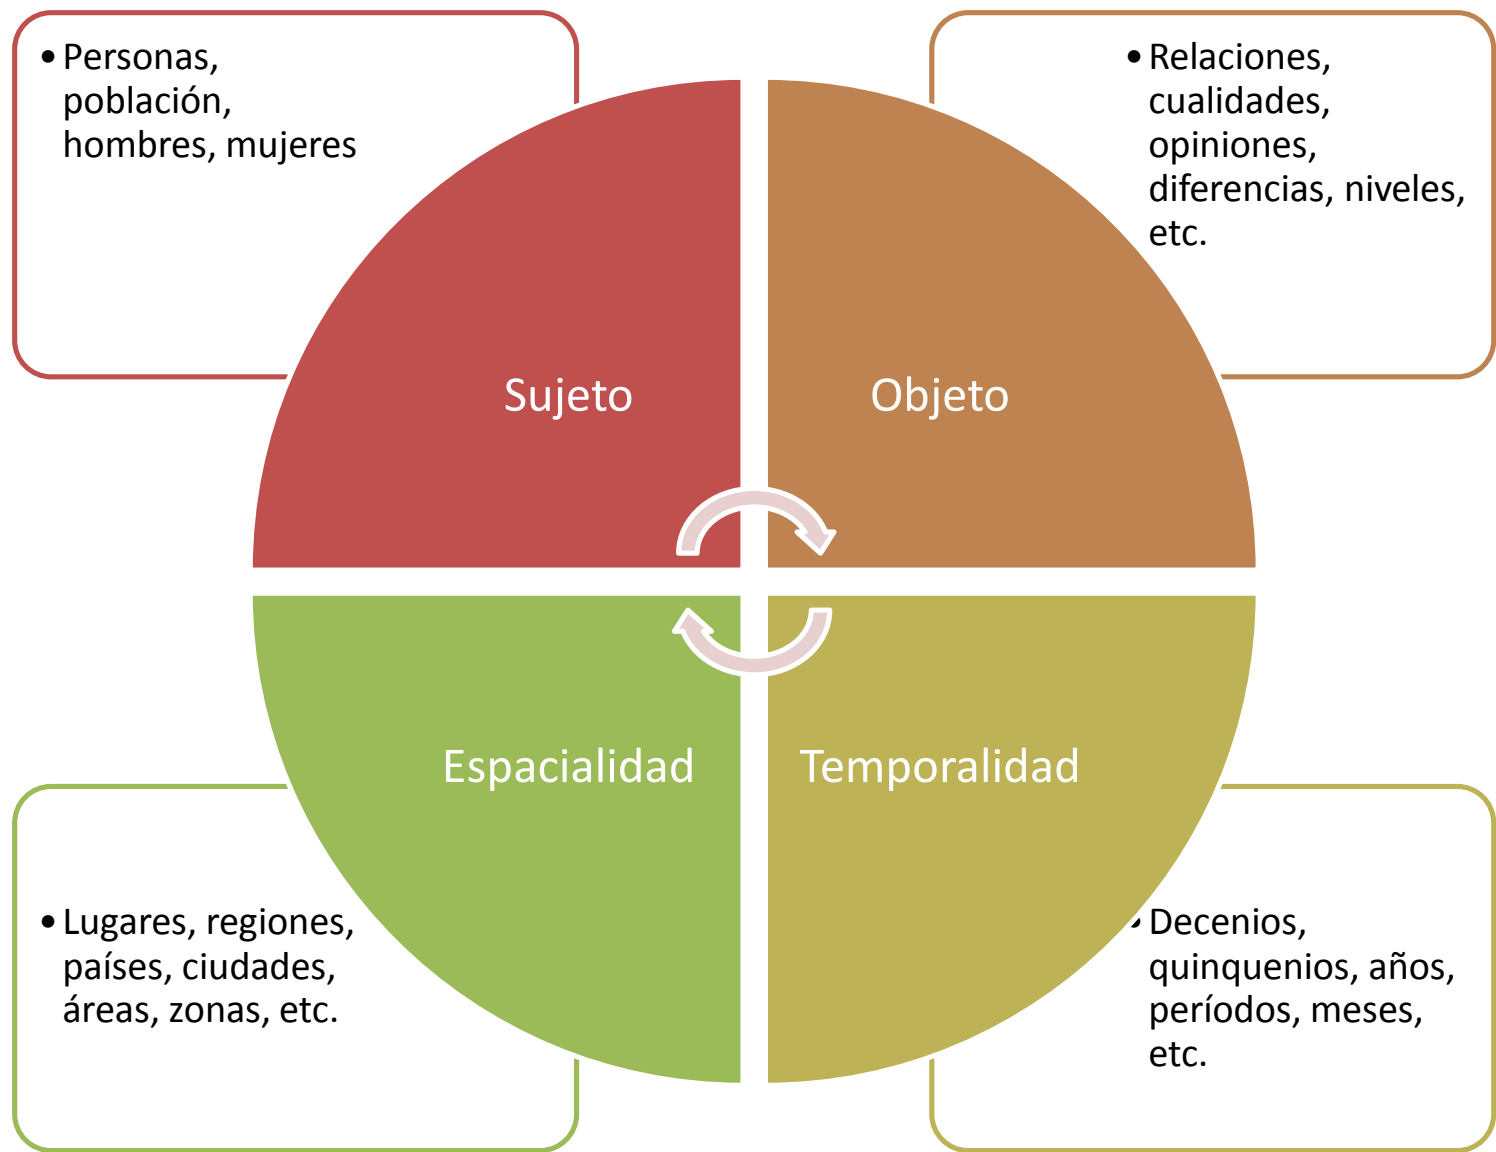 • Personas,
población,
hombres, mujeres
• Relaciones,
cualidades,
opiniones,
diferencias, niveles,
etc.
Sujeto
Objeto
Espacialidad
Temporalidad
• Lugares, regiones,
países, ciudades,
áreas, zonas, etc.
• Decenios,
quinquenios, años,
períodos, meses,
etc.